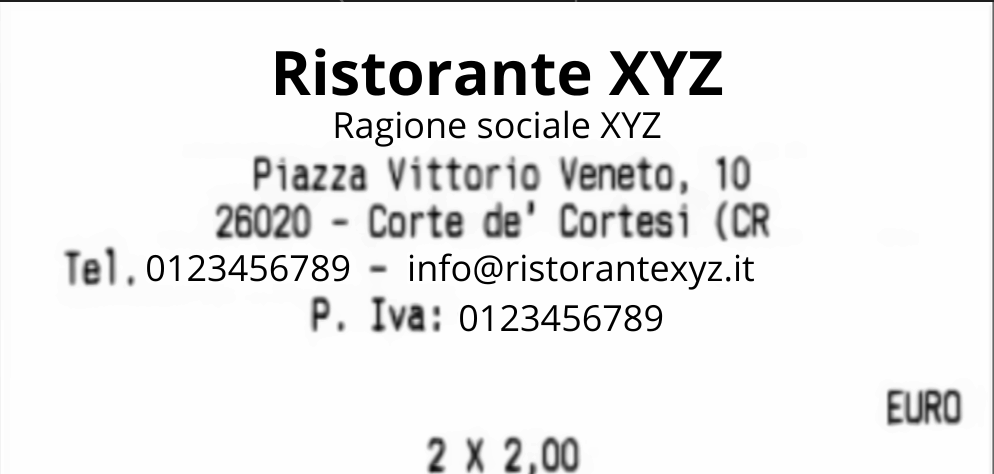 Ristorante XYZ
Ragione sociale XYZ
Piazza Vittorio Veneto, 10
26020 - Corte de' Cortesi (CR
Tel. 0123456789 - info@ristorantexyz.it
P. Iva: 0123456789
EURO
2 X 2,00